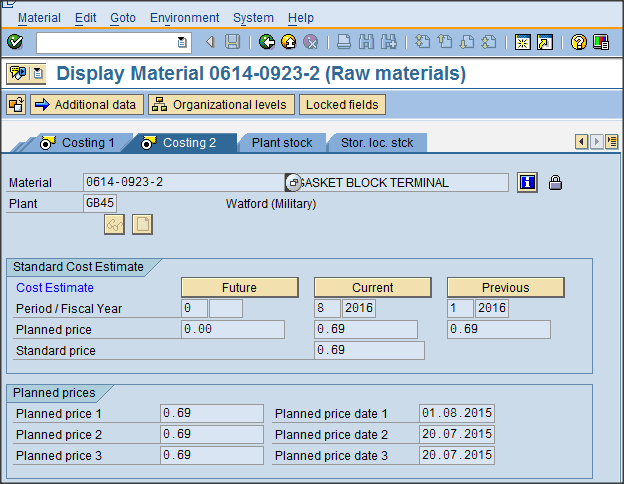 Material Edit Goto Environment System Help
Display Material 0614-0923-2 (Raw materials)
Additional data Organizational levels Locked fields
Costing 1 Costing 2 Plant stock Stor. loc. stck
Material 0614-0923-2 GASKET BLOCK TERMINAL
Plant GB45 Watford (Military)
Standard Cost Estimate
Cost Estimate Future Current Previous
Period / Fiscal Year 0 8 2016 1 2016
Planned price 0.00 0.69 0.69
Standard price 0.69
Planned prices
Planned price 1 0.69 Planned price date 1 01.08.2015
Planned price 2 0.69 Planned price date 2 20.07.2015
Planned price 3 0.69 Planned price date 3 20.07.2015